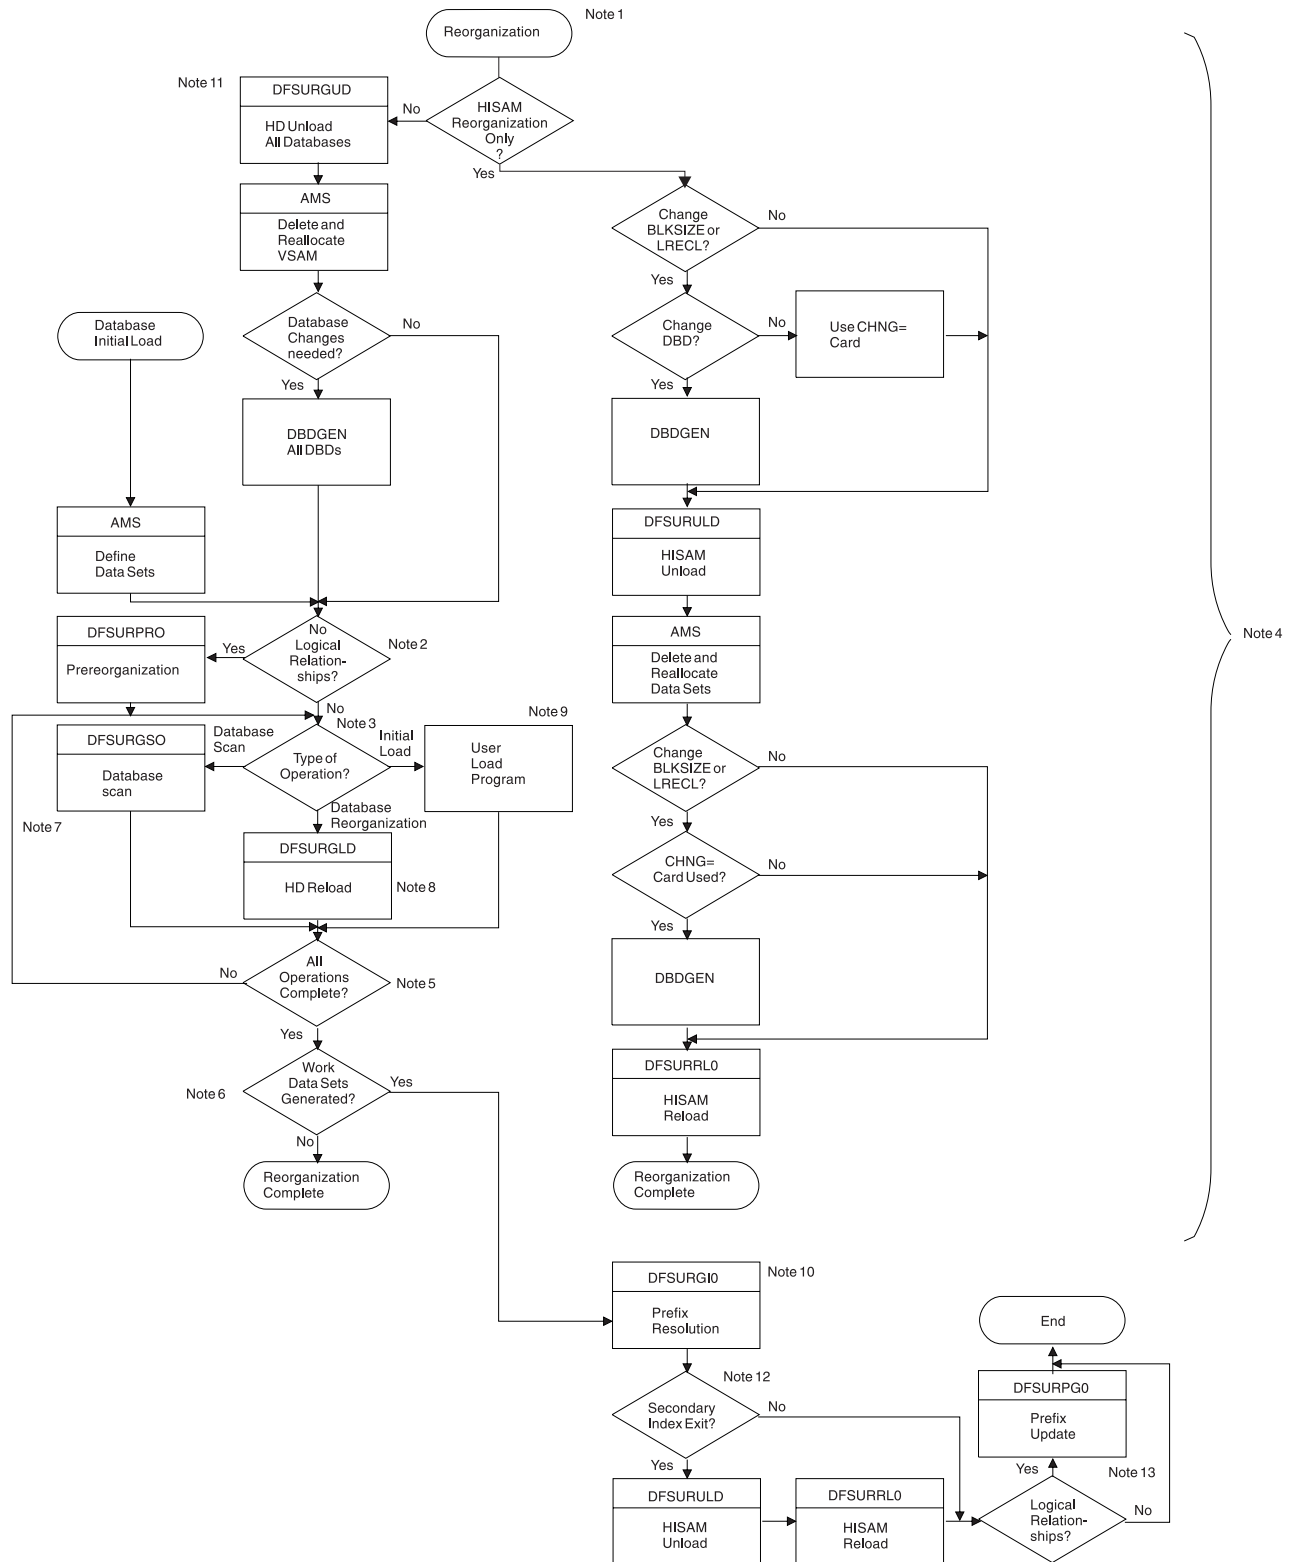 Note 1
Reorganization
Note 11
DFSURGUD
HD Unload
All Databases
No
HISAM
Reorganization
Only
?
Yes
AMS
Delete and
Reallocate
VSAM
Change
BLKSIZE or
LRECL?
No
Yes
Database
Initial Load
Database
Changes
needed?
No
Yes
Change
DBD?
No
Use CHNG=
Card
Yes
DBDGEN
All DBDs
DBDGEN
AMS
Define
Data Sets
DFSURULD
HISAM
Unload
DFSURPRO
Prereorganization
Yes
No
Logical
Relation-
ships?
Note 2
No
AMS
Delete and
Reallocate
Data Sets
Note 4
Note 3
Note 9
DFSURGSO
Database
scan
Database
Scan
Type of
Operation?
Initial
Load
User
Load
Program
Change
BLKSIZE or
LRECL?
No
Yes
Database
Reorganization
Note 7
DFSURGLD
HD Reload
Note 8
CHNG=
Card Used?
No
Yes
No
All
Operations
Complete?
Note 5
Yes
DBDGEN
Note 6
Work
Data Sets
Generated?
Yes
No
DFSURRL0
HISAM
Reload
Reorganization
Complete
Reorganization
Complete
DFSURGI0
Prefix
Resolution
Note 10
End
Note 12
Secondary
Index Exit?
No
Yes
DFSURPG0
Prefix
Update
Yes
Note 13
DFSURULD
HISAM
Unload
DFSURRL0
HISAM
Reload
Logical
Relation-
ships?
No